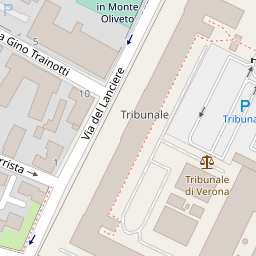 in Monte
Oliveto
P
5
a Gino Trainotti
Via del Lanciere
Tribunale
P
Tribuna
10
1
rrista
Tribunale
di Verona